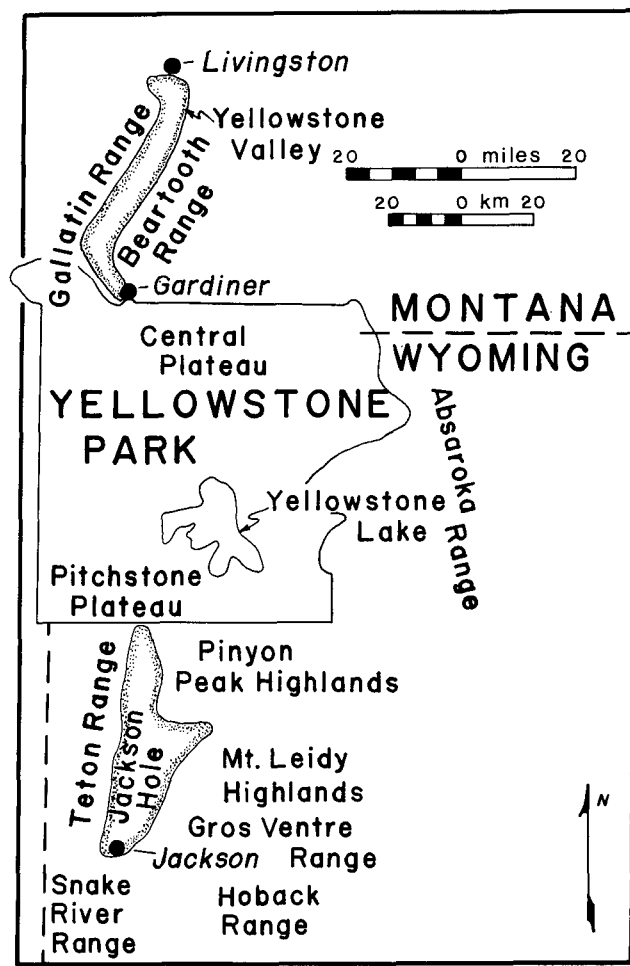 Livingston
Yellowstone
Valley
Gallatin Range
Beartooth
Range
20 0 miles 20
20 0 km 20
Gardiner
MONTANA
WYOMING
Central
Plateau
YELLOWSTONE
PARK
Absaroka Range
Yellowstone
Lake
Pitchstone
Plateau
Pinyon
Peak Highlands
Teton Range
Jackson
Hole
Mt. Leidy
Highlands
Gros Ventre
Range
Jackson
Snake
River
Range
Hoback
Range
N